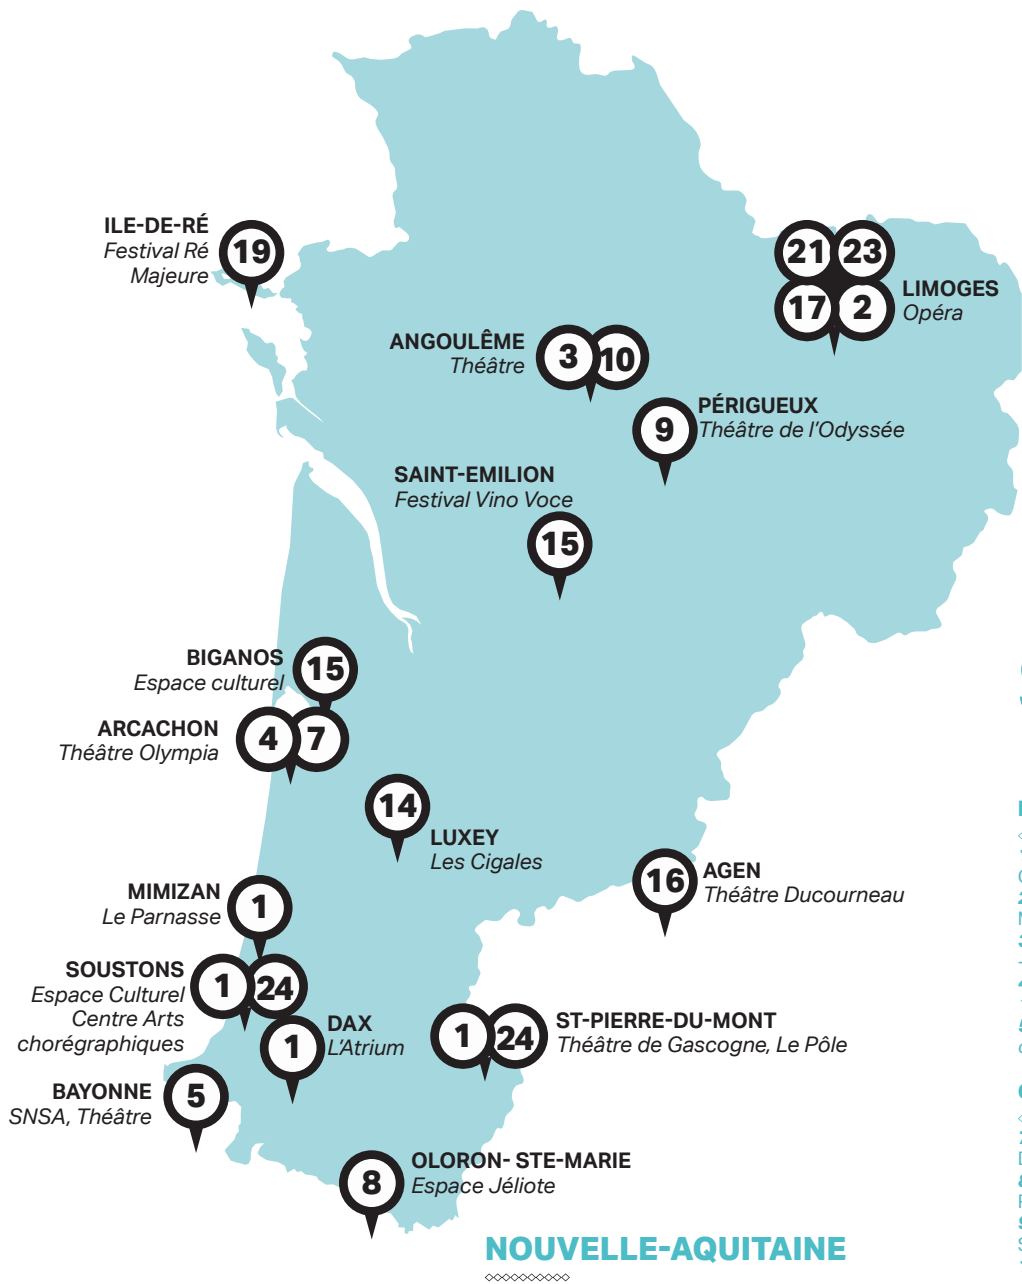 ILE-DE-RÉ
Festival Ré
Majeure
19
21 23
17 2
LIMOGES
Opéra
ANGOULÊME
Théâtre
3 10
PÉRIGUEUX
Théâtre de l'Odyssée
9
SAINT-EMILION
Festival Vino Voce
15
BIGANOS
Espace culturel
15
ARCACHON
Théâtre Olympia
4 7
14
LUXEY
Les Cigales
16
AGEN
Théâtre Ducourneau
MIMIZAN
Le Parnasse
1
SOUSTONS
Espace Culturel
Centre Arts
chorégraphiques
1 24
DAX
L'Atrium
1
1 24
ST-PIERRE-DU-MONT
Théâtre de Gascogne, Le Pôle
BAYONNE
SNSA, Théâtre
5
OLORON- STE-MARIE
Espace Jéliote
8
NOUVELLE-AQUITAINE